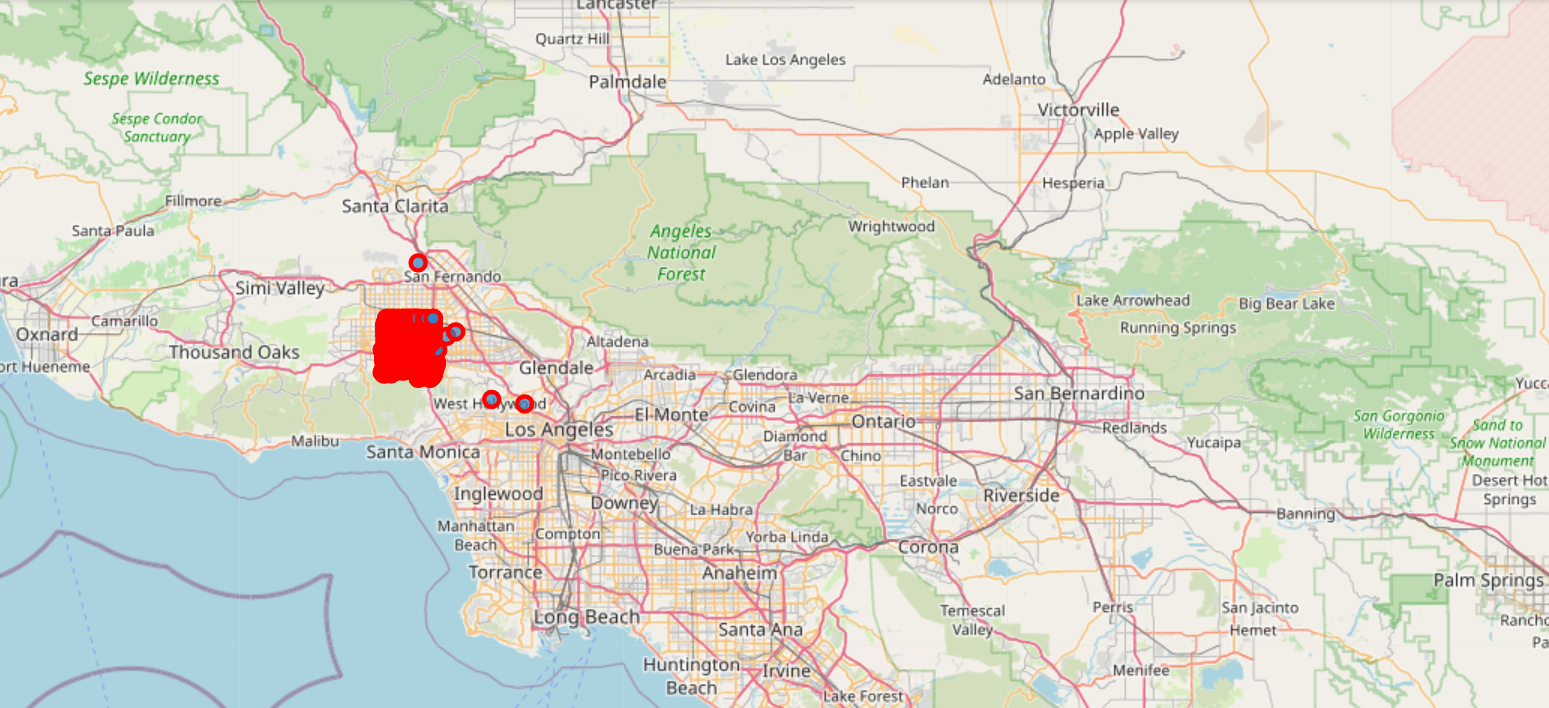 Lancaster
Quartz Hill
Lake Los Angeles
Sespe Wilderness
Palmdale
Adelanto
Victorville
Sespe Condor
Sanctuary
Apple Valley
Phelan
Hesperia
Fillmore
Santa Clarita
Santa Paula
Wrightwood
Angeles
National
Forest
San Fernando
ra
Simi Valley
Lake Arrowhead
Big Bear Lake
Camarillo
Running Springs
Oxnard
Thousand Oaks
Altadena
ort Hueneme
Glendale
Arcadia
Glendora
San Bernardino
Yucca
La Verne
West Hollywood
Covina
El Monte
Ontario
San Gorgonio
Wilderness
Sand to
Snow National
Monument
Los Angeles
Redlands
Diamond
Bar
Malibu
Yucaipa
Santa Monica
Montebello
Chino
Pico Rivera
Eastvale
Desert Hot
Springs
Inglewood
Riverside
Downey
La Habra
Norco
Banning
Manhattan
Beach
Compton
Yorba Linda
Buena Park
Corona
Torrance
Anaheim
Palm Springs
Long Beach
Temescal
Valley
Perris
San Jacinto
Rancho
Santa Ana
Hemet
Pa
Huntington
Beach
Irvine
Menifee
Lake Forest